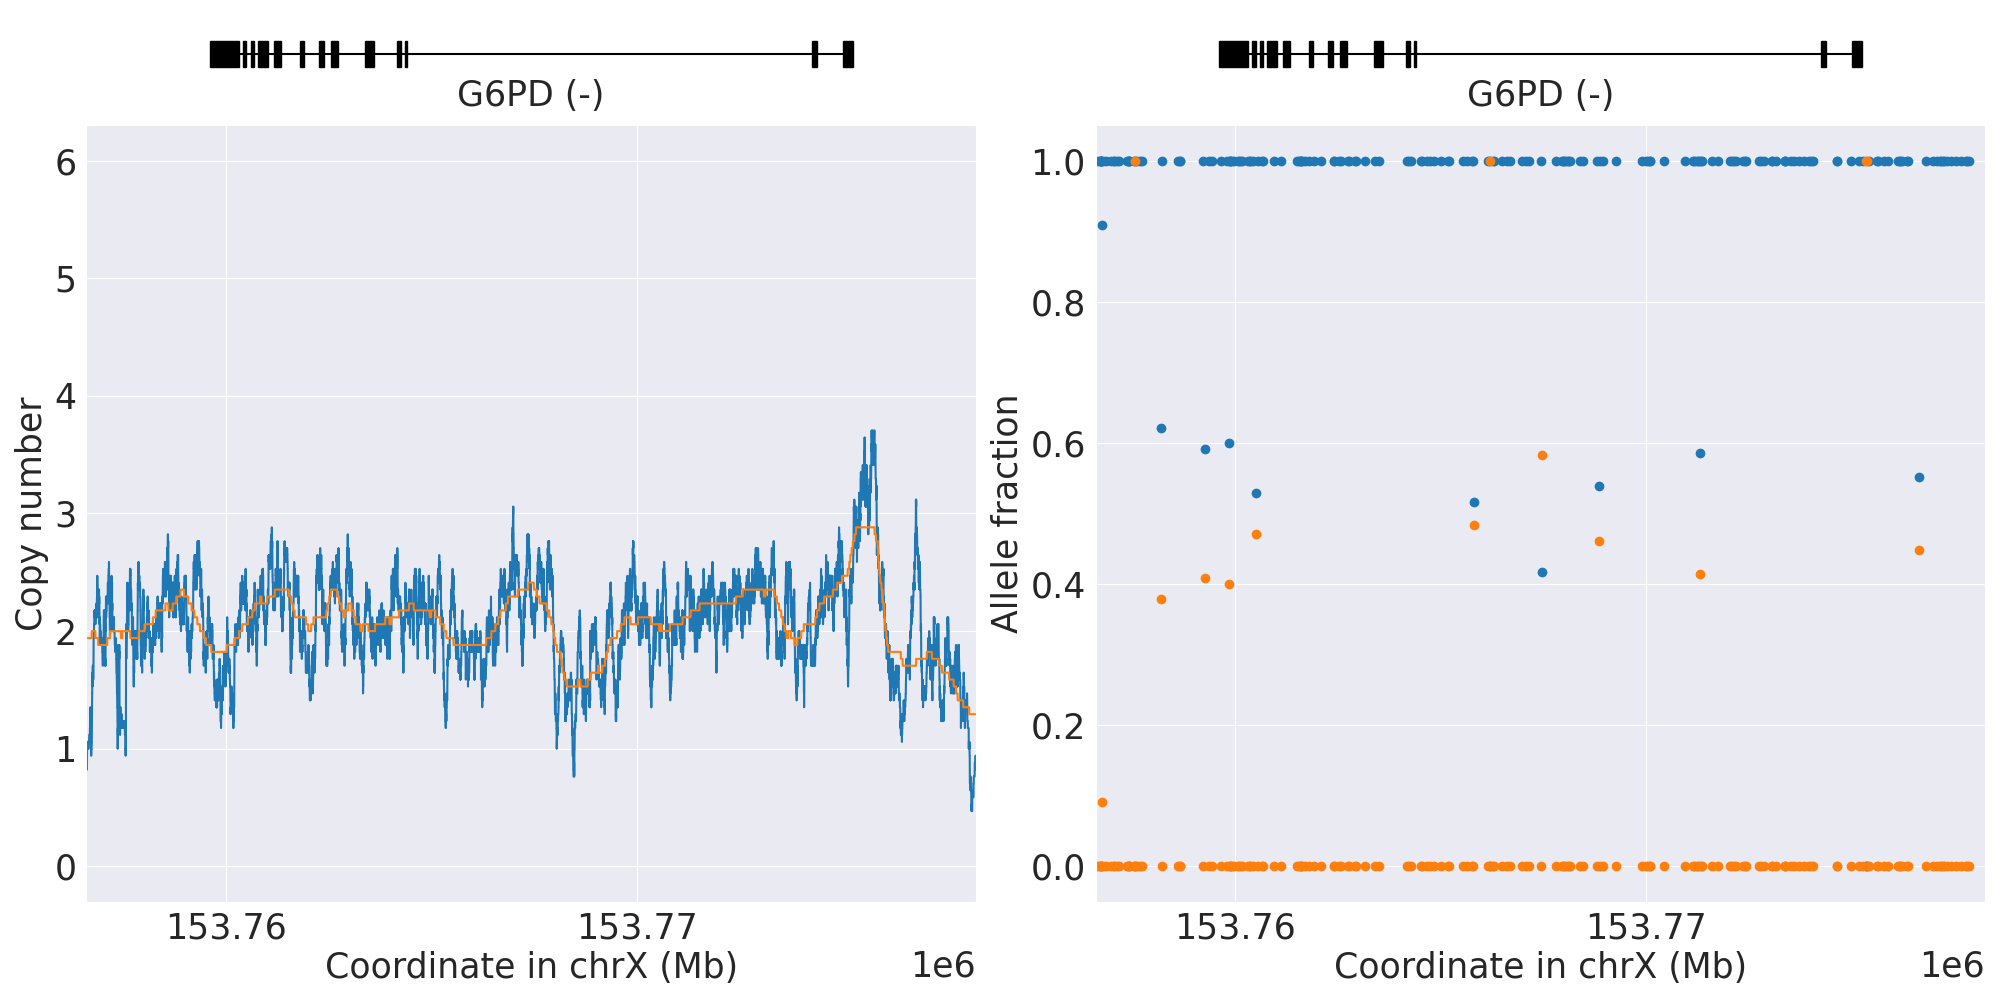 G6PD (-)
6
5
4
3
2
1
0
Copy number
153.76
153.77
Coordinate in chrX (Mb)
1e6
G6PD (-)
1.0
0.8
0.6
0.4
0.2
0.0
Allele fraction
153.76
153.77
Coordinate in chrX (Mb)
1e6